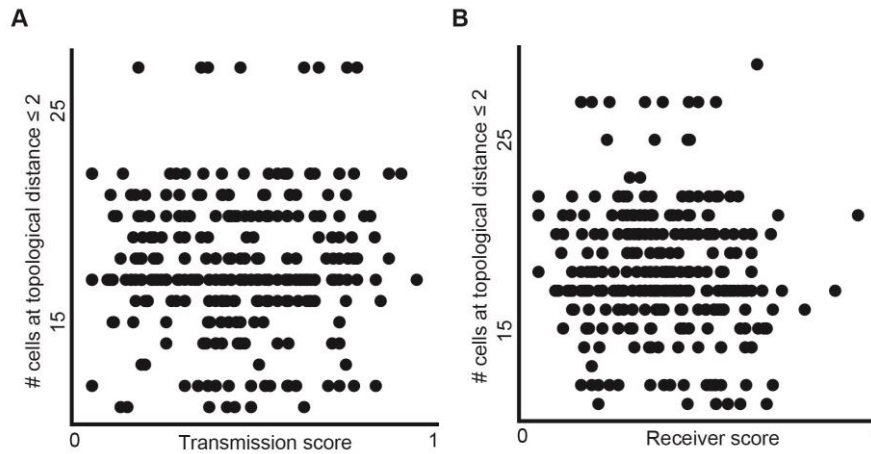 A
# cells at topological distance ≤ 2
25
15
0
Transmission score
1
B
# cells at topological distance ≤ 2
25
15
0
Receiver score